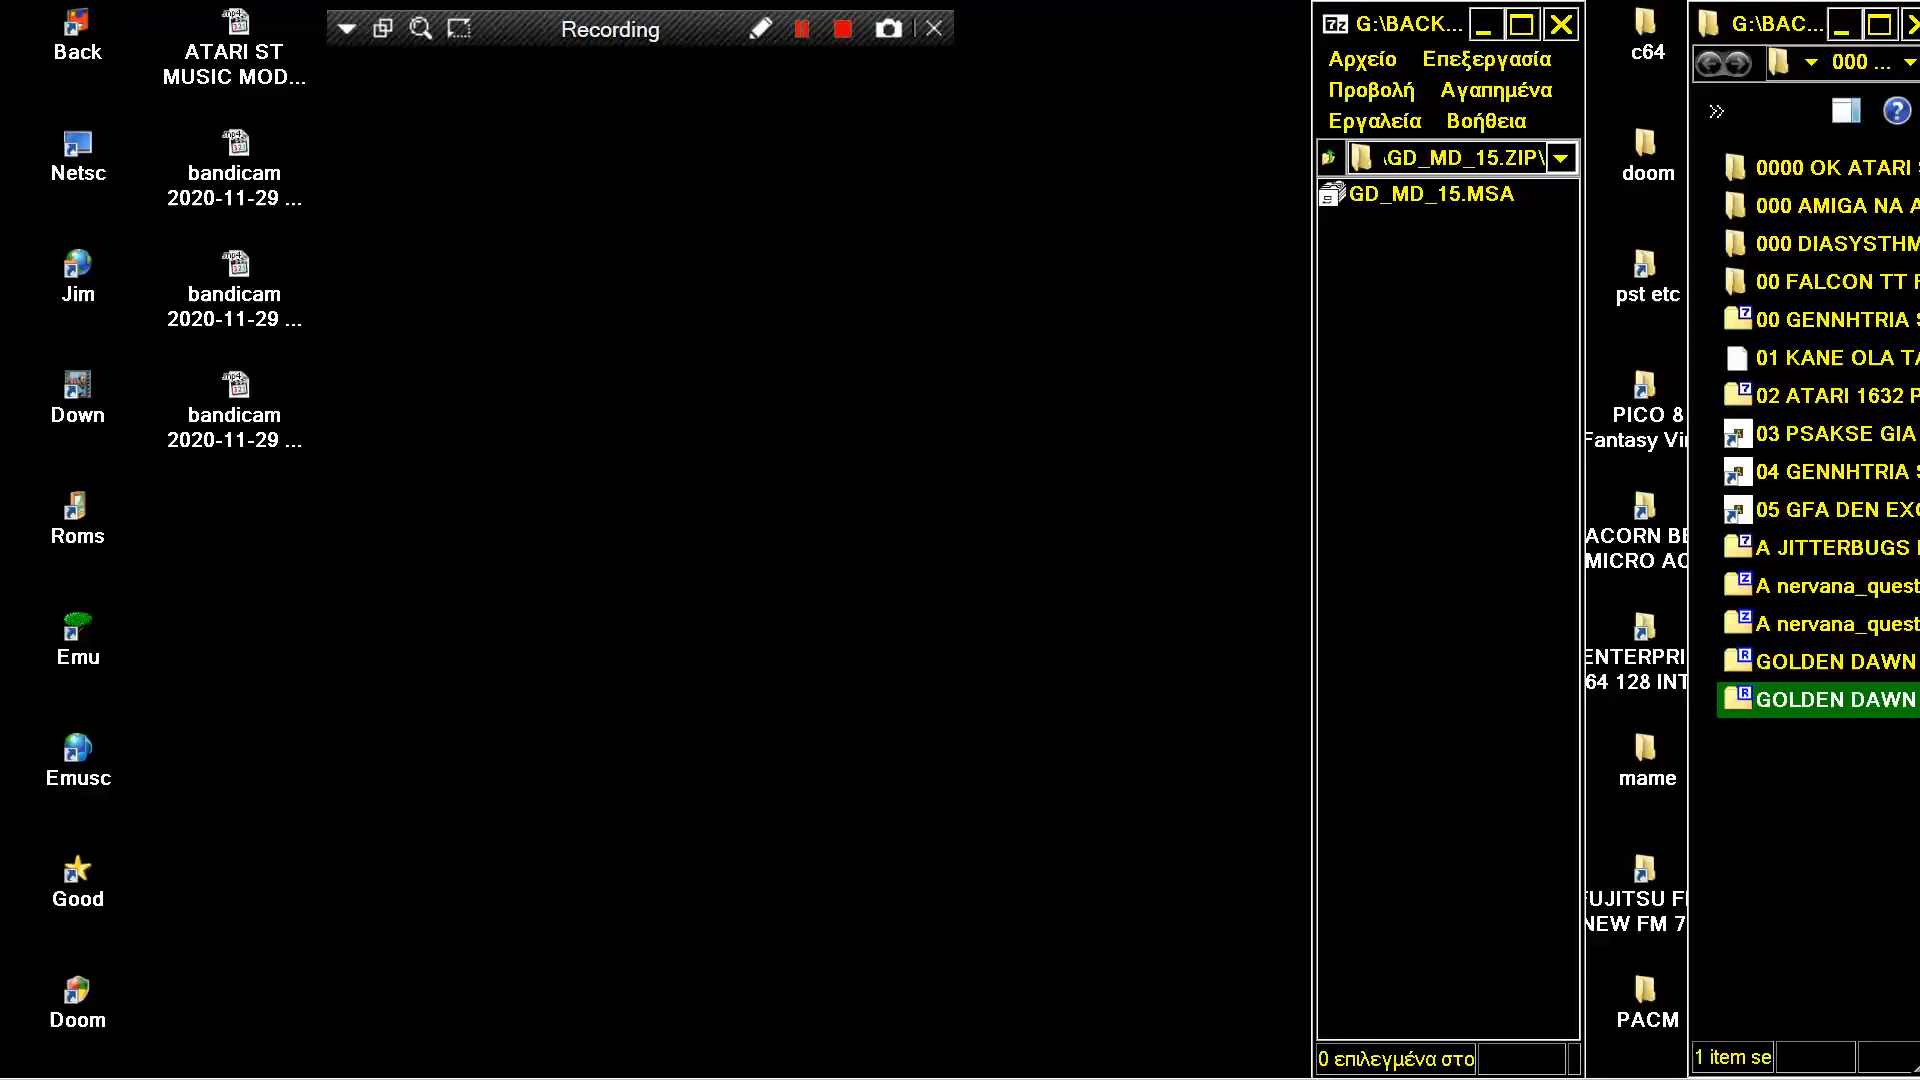 Back
ATARI ST
MUSIC MOD...
Netsc
bandicam
2020-11-29 ...
Jim
bandicam
2020-11-29 ...
Down
bandicam
2020-11-29 ...
Roms
Emu
Emusc
Good
Doom
Recording
G:\BACK...
Αρχείο Επεξεργασία
Προβολή Αγαπημένα
Εργαλεία Βοήθεια
\GD_MD_15.ZIP\
GD_MD_15.MSA
0 επιλεγμένα στο
c64
doom
pst etc
PICO 8
Fantasy Vi
ACORN B
MICRO AC
ENTERPRI
64 128 INT
mame
FUJITSU F
NEW FM 7
PACM
G:\BAC...
000 ...
0000 OK ATARI
000 AMIGA NA A
000 DIASYSTHM
00 FALCON TT
00 GENNHTRIA
01 KANE OLA TA
02 ATARI 1632 P
03 PSAKSE GIA
04 GENNHTRIA
05 GFA DEN EX
A JITTERBUGS
A nervana_quest
A nervana_quest
GOLDEN DAWN
GOLDEN DAWN
1 item se